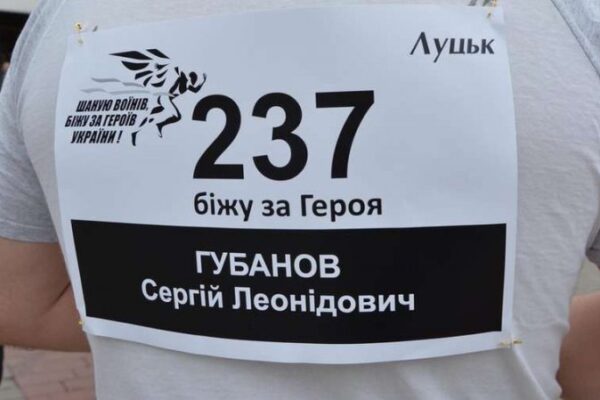 Луцьк
ШАНУЮ ВОЇНІВ,
БІЖУ ЗА ГЕРОЇВ
УКРАЇНИ !
237
біжу за Героя
ГУБАНОВ
Сергій Леонідович